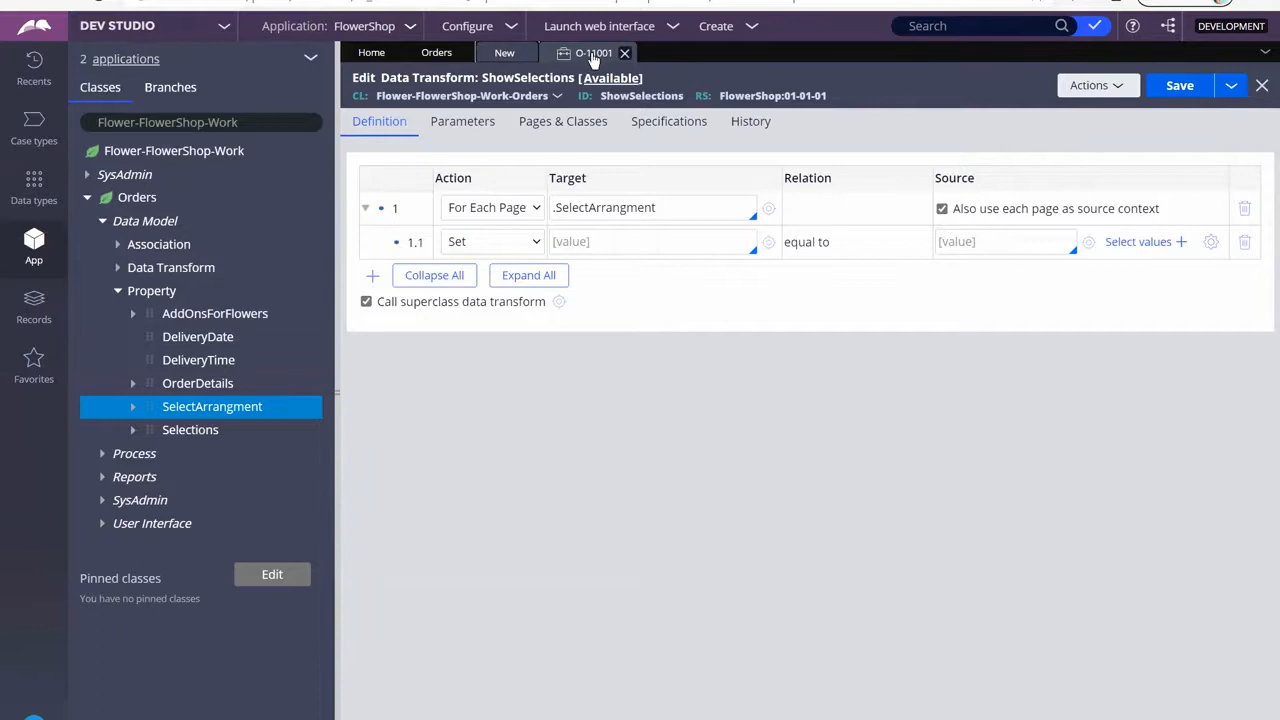 DEV STUDIO
Application: FlowerShop
Configure
Launch web interface
Create
Search
DEVELOPMENT
Recents
Case types
Data types
App
Records
Favorites
2 applications
Classes
Branches
Flower-FlowerShop-Work
Flower-FlowerShop-Work
SysAdmin
Orders
Data Model
Association
Data Transform
Property
AddOnsForFlowers
DeliveryDate
DeliveryTime
OrderDetails
SelectArrangment
Selections
Process
Reports
SysAdmin
User Interface
Pinned classes
Edit
You have no pinned classes
Home
Orders
New
O-11001
Edit Data Transform: ShowSelections [Available]
CL: Flower-FlowerShop-Work-Orders ID: ShowSelections RS: FlowerShop:01-01-01
Actions
Save
Definition
Parameters
Pages & Classes
Specifications
History
Action Target Relation Source
1 For Each Page .SelectArrangment Also use each page as source context
1.1 Set [value] equal to [value] Select values
Collapse All
Expand All
Call superclass data transform